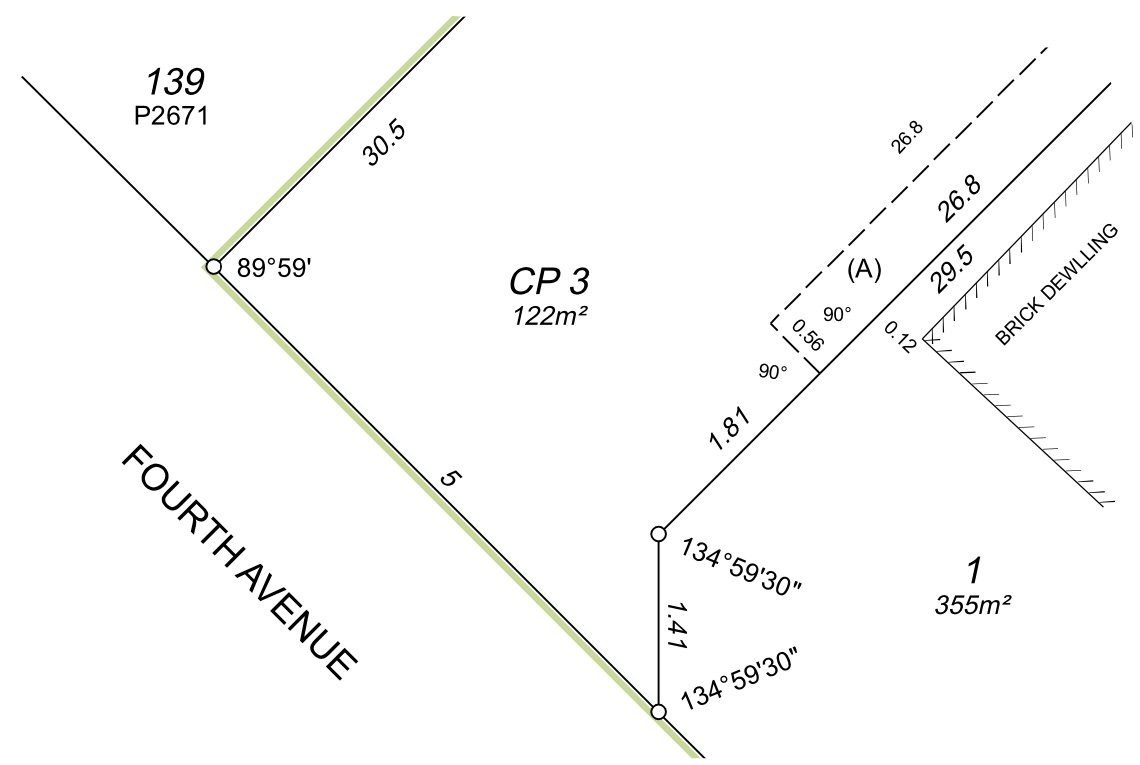 139
P2671
30.5
26.8
26.8
89°59'
CP 3
122m²
(A)
29.5
BRICK DEWLLING
90°
0.56
0.12
90°
1.81
5
FOURTH AVENUE
134°59'30"
1
355m²
1.41
134°59'30"